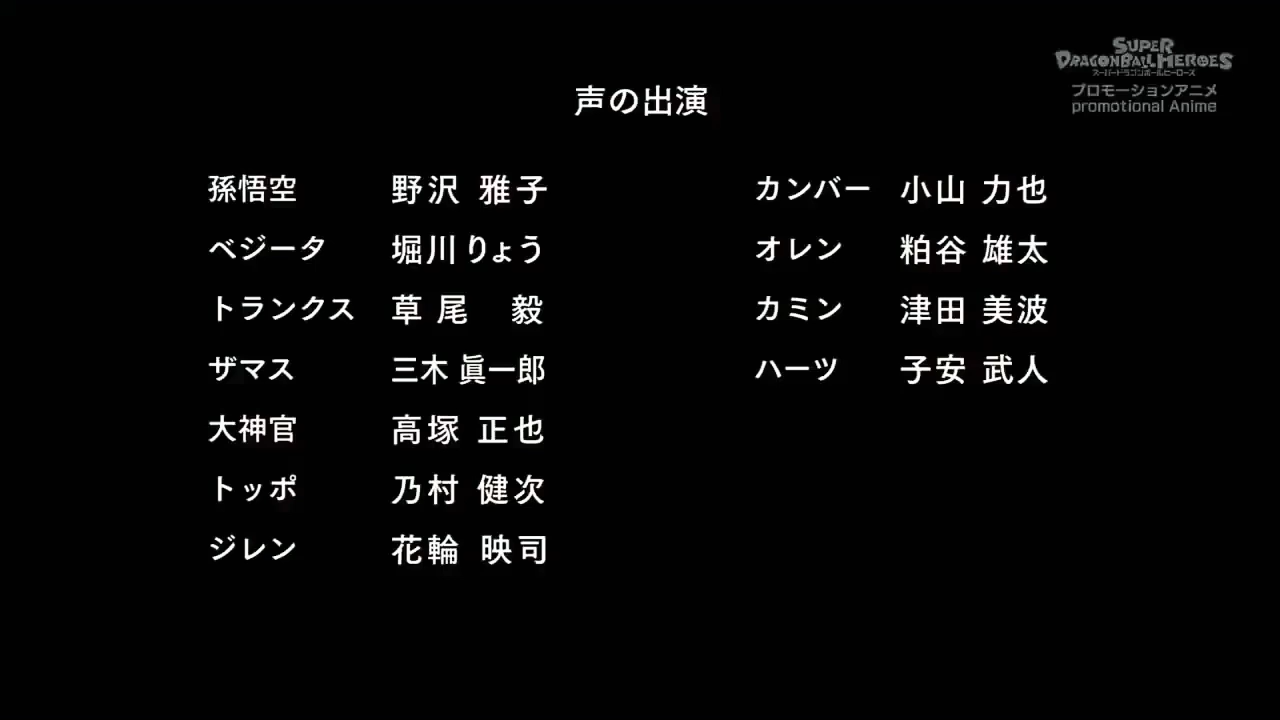 SUPER
DRAGONBALL HEROES
スーパードラゴンボールヒーローズ
プロモーションアニメ
promotional Anime
声の出演
孫悟空 野沢 雅子
ベジータ 堀川 りょう
トランクス 草尾 毅
ザマス 三木 眞一郎
大神官 高塚 正也
トッポ 乃村 健次
ジレン 花輪 映司
カンバー 小山 力也
オレン 粕谷 雄太
カミン 津田 美波
ハーツ 子安 武人